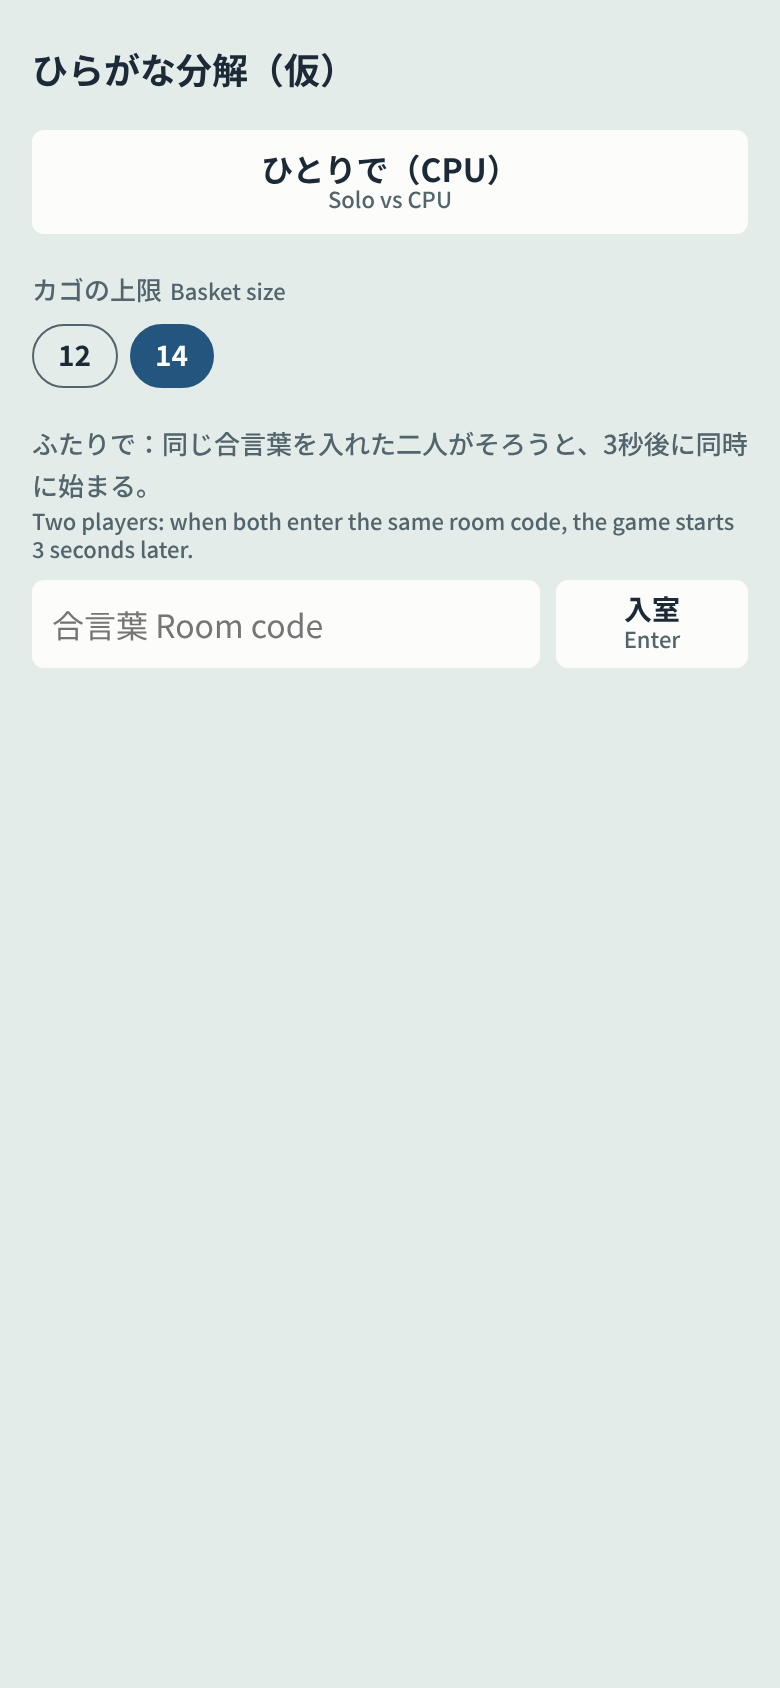 ひらがな分解（仮）
ひとりで（CPU）
Solo vs CPU
カゴの上限 Basket size
12 14
ふたりで：同じ合言葉を入れた二人がそろうと、3秒後に同時
に始まる。
Two players: when both enter the same room code, the game starts
3 seconds later.
合言葉 Room code
入室
Enter